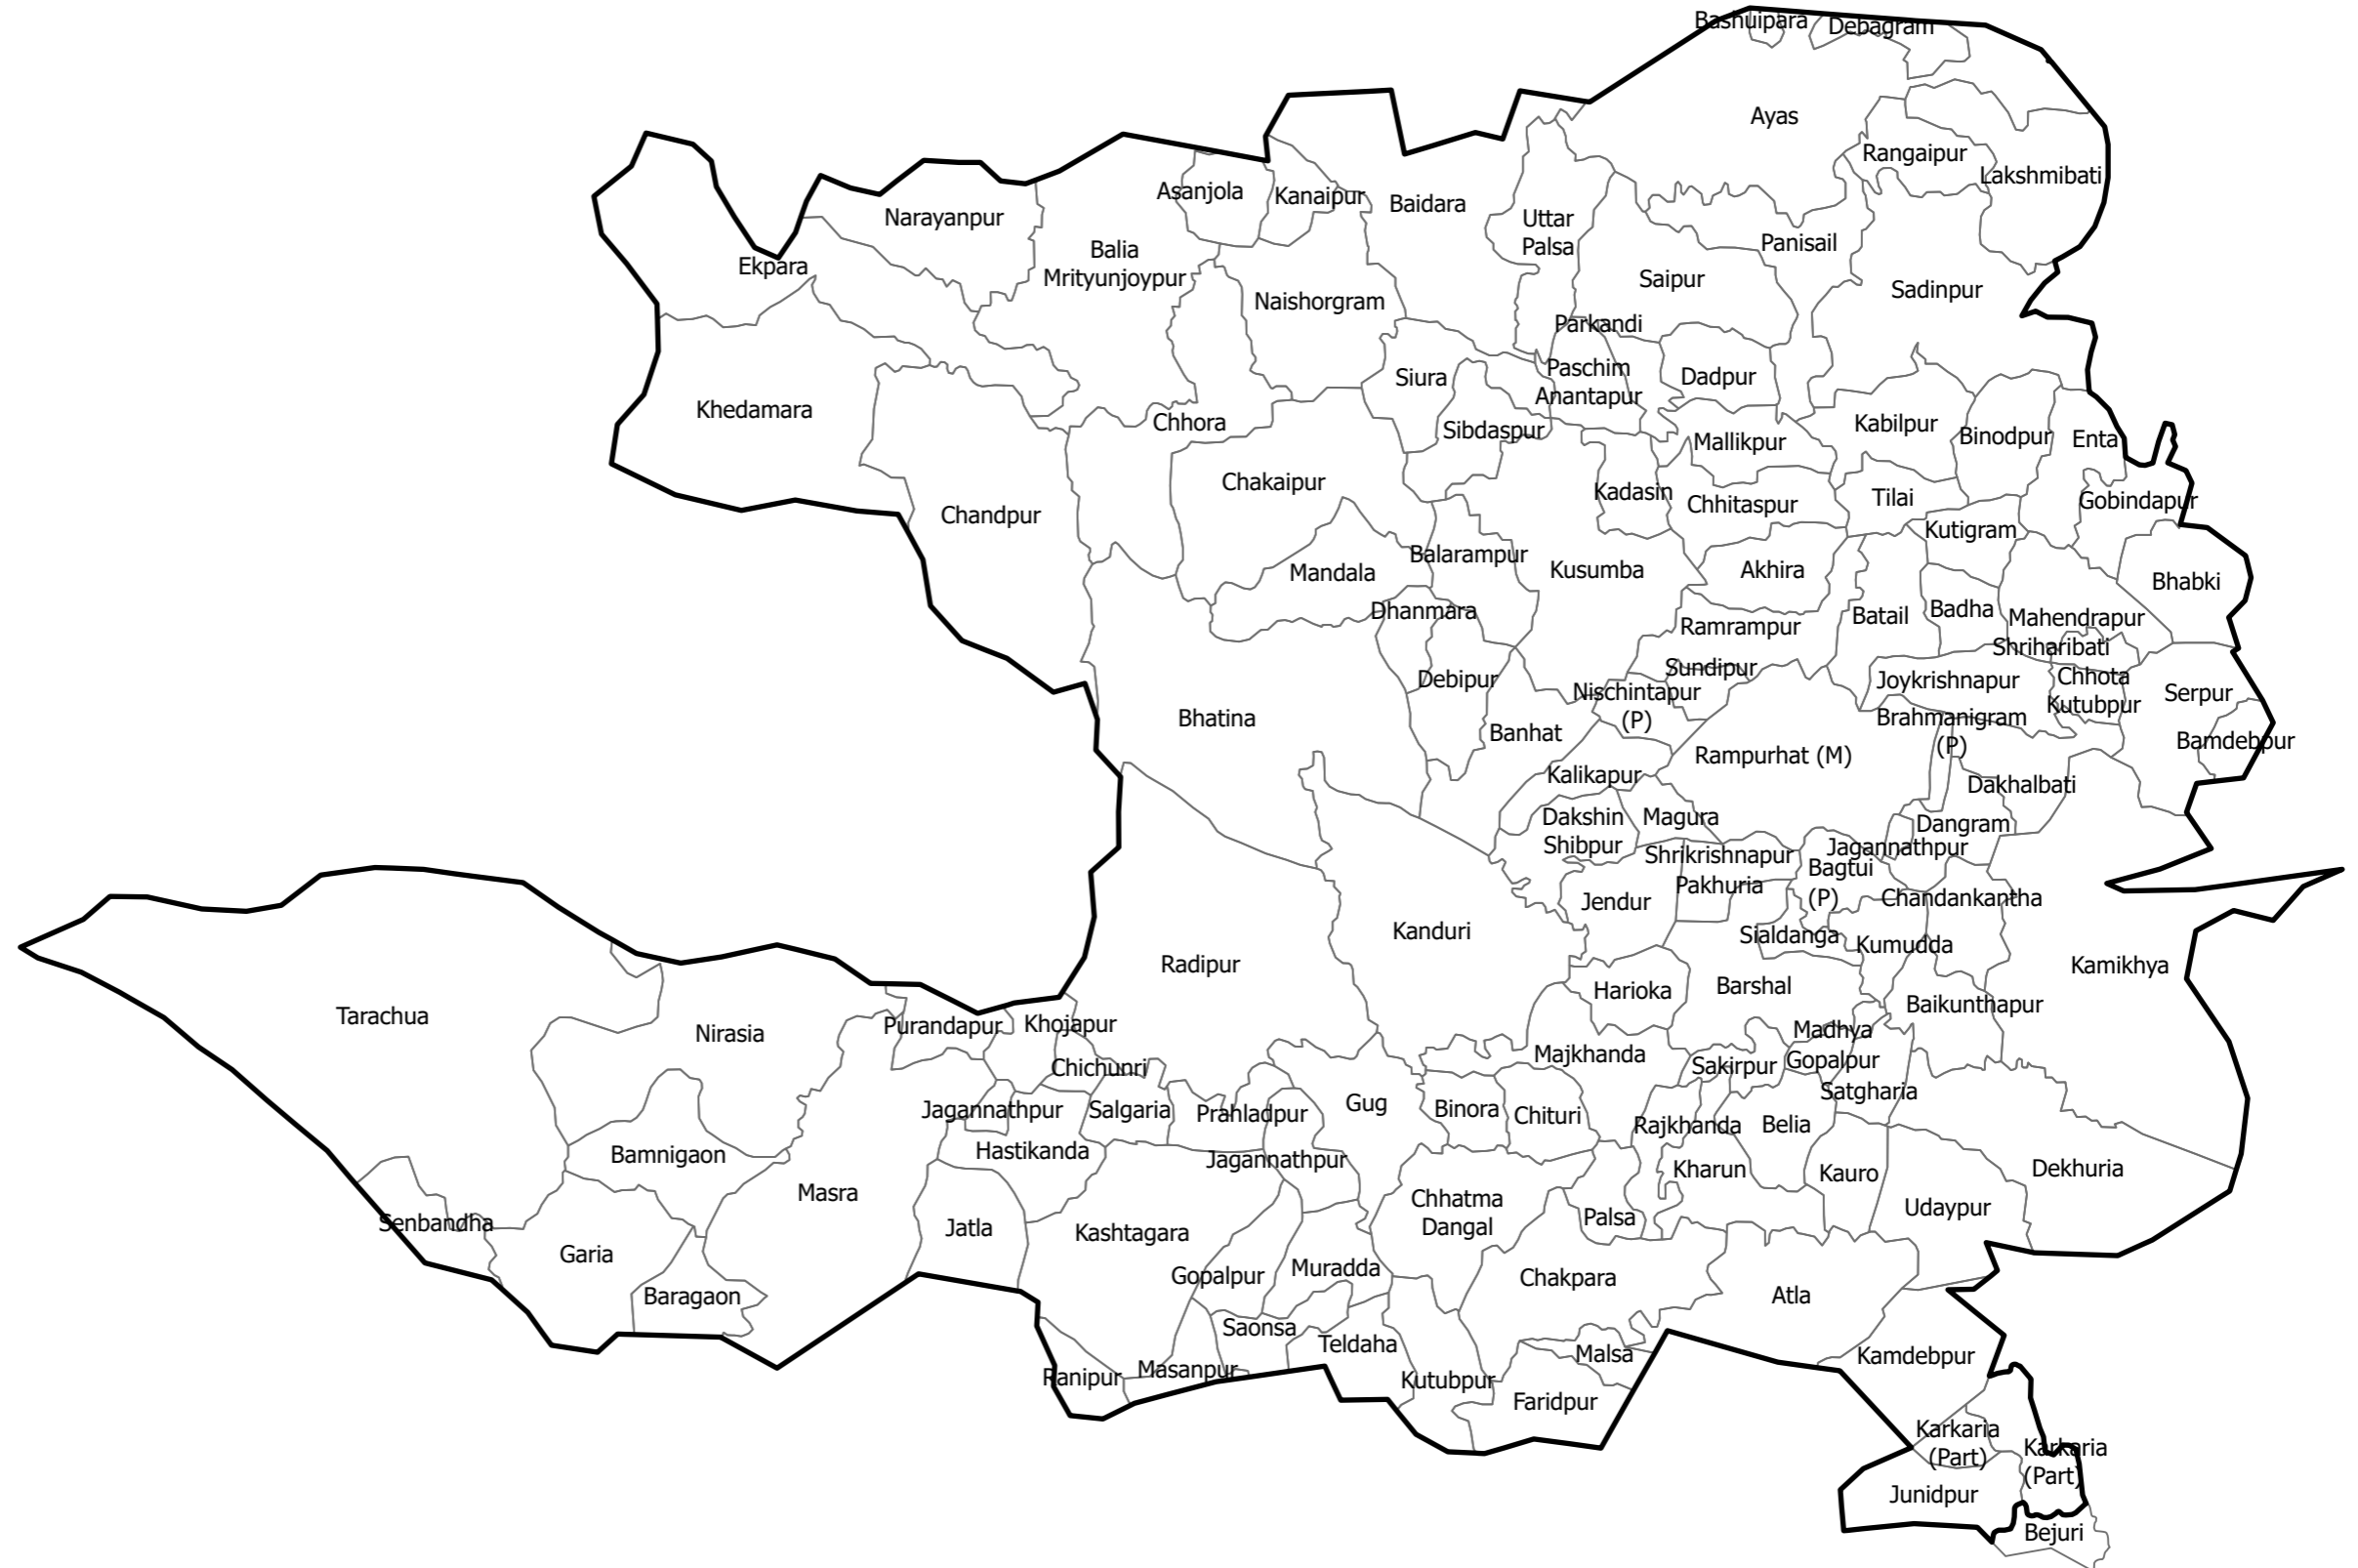 Bashuipara
Debagram
Ayas
Rangaipur
Lakshmibati
Asanjola
Kanaipur
Baidara
Narayanpur
Uttar
Palsa
Panisail
Balia
Mrityunjoypur
Ekpara
Saipur
Sadinpur
Naishorgram
Parkandi
Paschim
Anantapur
Siura
Dadpur
Khedamara
Chhora
Sibdaspur
Mallikpur
Kabilpur
Binodpur
Enta
Chakaipur
Kadasin
Chhitaspur
Tilai
Gobindapur
Chandpur
Kutigram
Balarampur
Mandala
Kusumba
Akhira
Bhabki
Dhanmara
Batail
Badha
Mahendrapur
Ramrampur
Shriharibati
Sundipur
Debipur
Joykrishnapur
Chhota
Kutubpur
Serpur
Nischintapur
(P)
Bhatina
Banhat
Brahmanigram
(P)
Bamdebpur
Rampurhat (M)
Kalikapur
Dakhalbati
Dakshin
Shibpur
Magura
Dangram
Jagannathpur
Shrikrishnapur
Bagtui
(P)
Pakhuria
Jendur
Chandankantha
Kanduri
Sialdanga
Kumudda
Radipur
Kamikhya
Harioka
Barshal
Baikunthapur
Tarachua
Nirasia
Purandapur
Khojapur
Madhya
Gopalpur
Majkhanda
Sakirpur
Chichunri
Satgharia
Jagannathpur
Salgaria
Prahladpur
Gug
Binora
Chituri
Rajkhanda
Belia
Hastikanda
Bamnigaon
Jagannathpur
Kharun
Kauro
Dekhuria
Masra
Chhatma
Dangal
Udaypur
Palsa
Senbandha
Jatla
Kashtagara
Garia
Gopalpur
Muradda
Chakpara
Baragaon
Atla
Saonsa
Teldaha
Malsa
Kamdebpur
Ranipur
Masanpur
Kutubpur
Faridpur
Karkaria
(Part)
Karkaria
(Part)
Junidpur
Bejuri